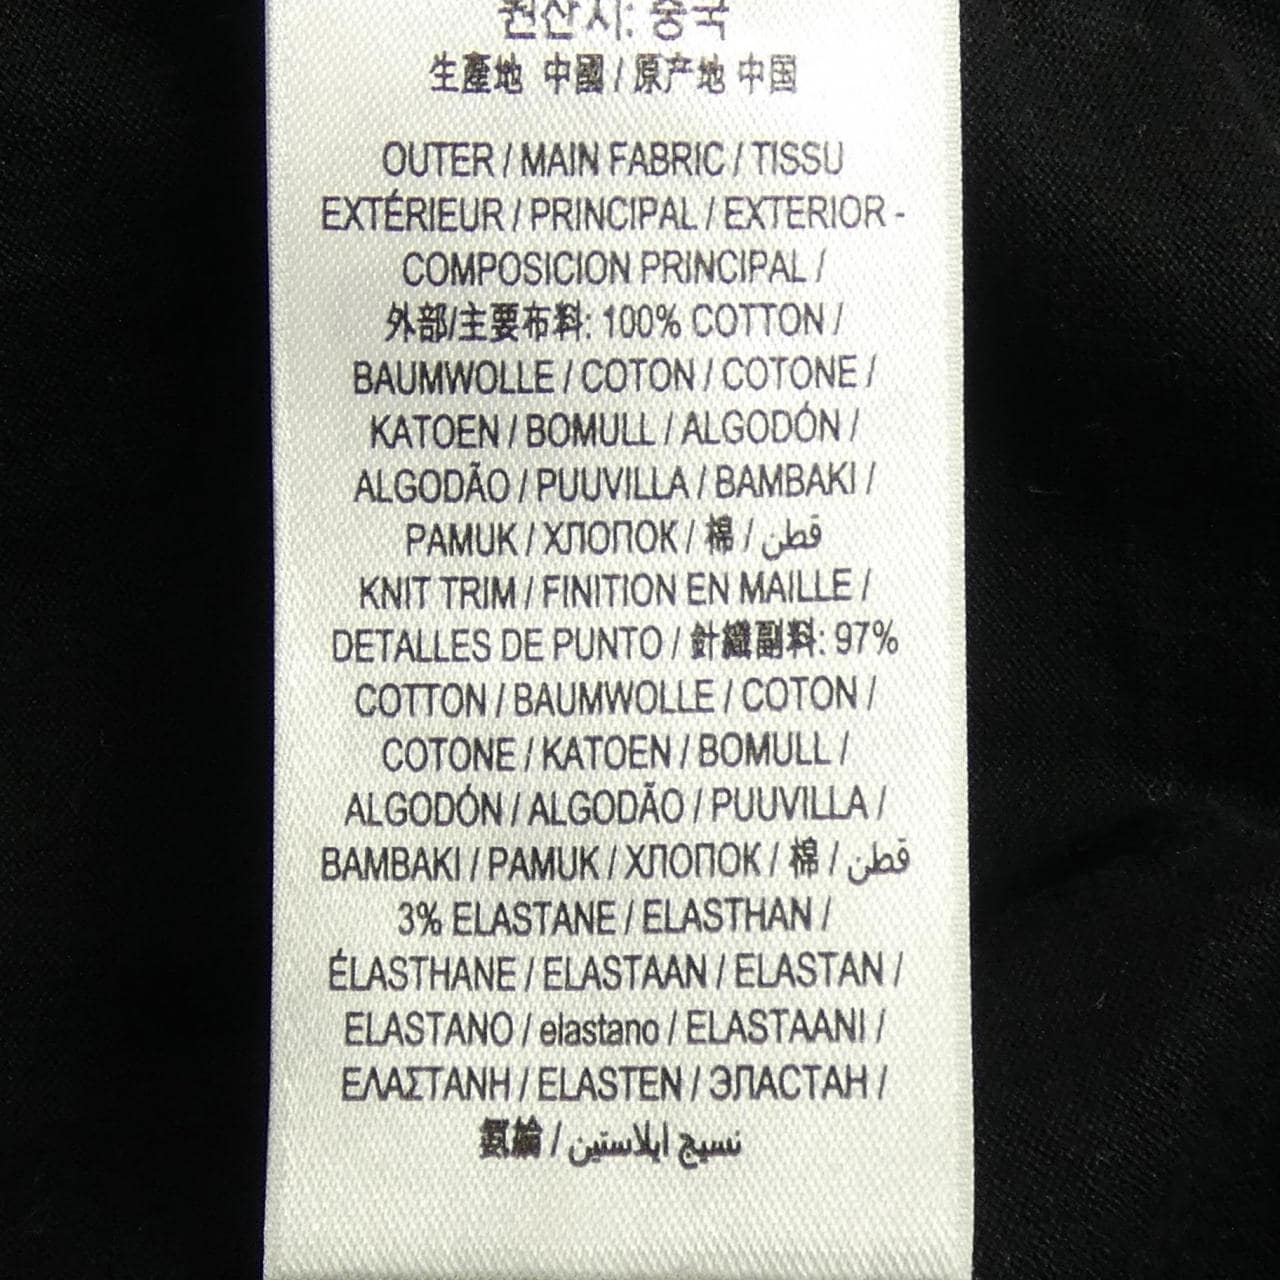 원산지: 중국
生產地 中國 / 原产地 中国
OUTER / MAIN FABRIC / TISSU
EXTÉRIEUR / PRINCIPAL / EXTERIOR -
COMPOSICION PRINCIPAL /
外部/主要布料: 100% COTTON /
BAUMWOLLE / COTON / COTONE /
KATOEN / BOMULL / ALGODÓN /
ALGODÃO / PUUVILLA / BAMBAKI /
PAMUK / ХЛОПОК / 棉 / قطن
KNIT TRIM / FINITION EN MAILLE /
DETALLES DE PUNTO / 針織副料: 97%
COTTON / BAUMWOLLE / COTON /
COTONE / KATOEN / BOMULL /
ALGODÓN / ALGODÃO / PUUVILLA /
BAMBAKI / PAMUK / ХЛОПОК / 棉 / قطن
3% ELASTANE / ELASTHAN /
ÉLASTHANE / ELASTAAN / ELASTAN /
ELASTANO / elastano / ELASTAANI /
ΕΛΑΣΤΑΝΗ / ELASTEN / ЭЛАСТАН /
氨綸 / نسيج ايلاستين